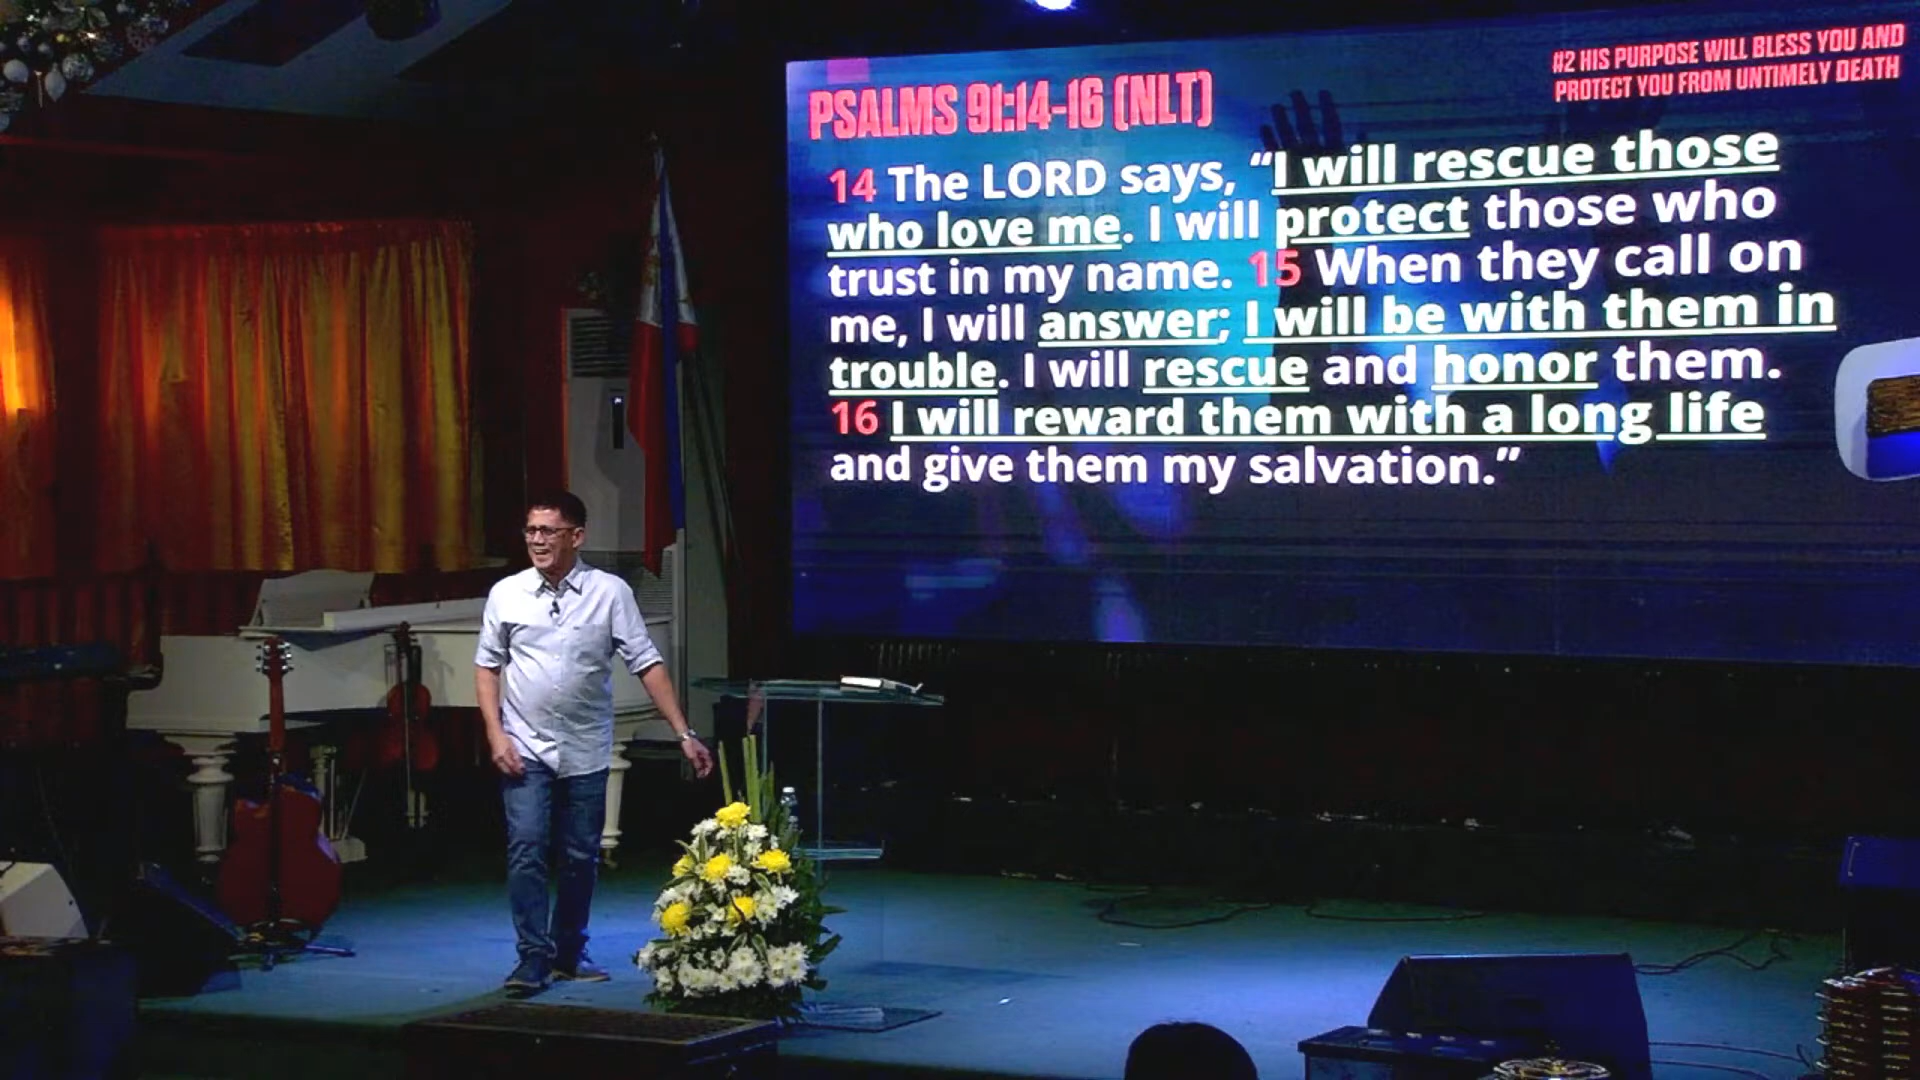 #2 HIS PURPOSE WILL BLESS YOU AND
PROTECT YOU FROM UNTIMELY DEATH
PSALMS 91:14-16 (NLT)
14 The LORD says, “I will rescue those
who love me. I will protect those who
trust in my name. 15 When they call on
me, I will answer; I will be with them in
trouble. I will rescue and honor them.
16 I will reward them with a long life
and give them my salvation.”